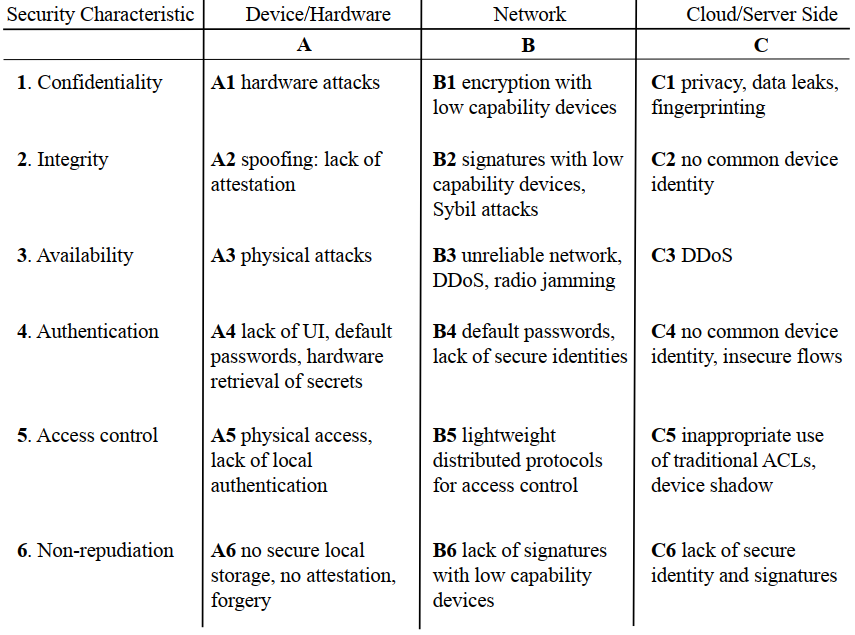 Security Characteristic Device/Hardware Network Cloud/Server Side
A B C
1. Confidentiality
A1 hardware attacks
B1 encryption with
low capability devices
C1 privacy, data leaks,
fingerprinting
2. Integrity
A2 spoofing: lack of
attestation
B2 signatures with low
capability devices,
Sybil attacks
C2 no common device
identity
3. Availability
A3 physical attacks
B3 unreliable network,
DDoS, radio jamming
C3 DDoS
4. Authentication
A4 lack of UI, default
passwords, hardware
retrieval of secrets
B4 default passwords,
lack of secure identities
C4 no common device
identity, insecure flows
5. Access control
A5 physical access,
lack of local
authentication
B5 lightweight
distributed protocols
for access control
C5 inappropriate use
of traditional ACLs,
device shadow
6. Non-repudiation
A6 no secure local
storage, no attestation,
forgery
B6 lack of signatures
with low capability
devices
C6 lack of secure
identity and signatures